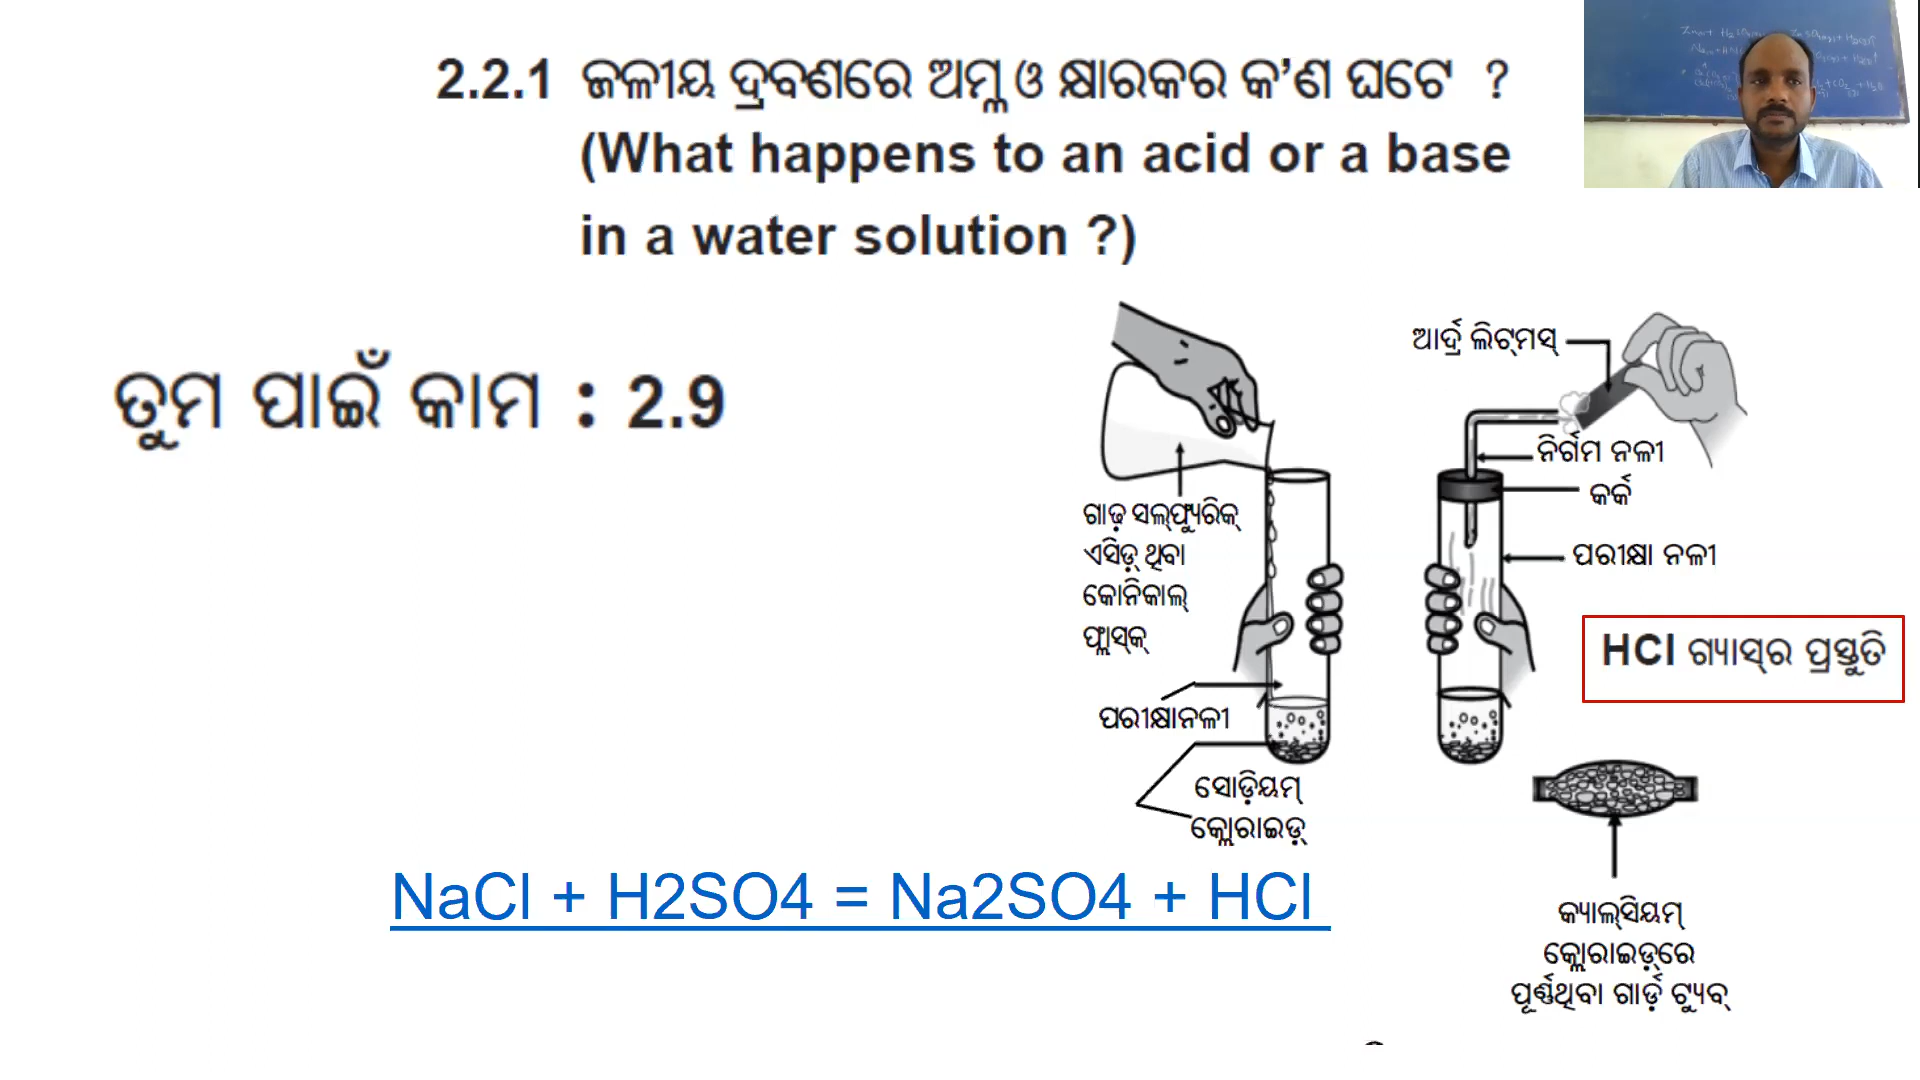 2.2.1 ଜଳୀୟ ଦ୍ରବଣରେ ଅମ୍ଳ ଓ କ୍ଷାରକର କ'ଣ ଘଟେ ?
(What happens to an acid or a base
in a water solution ?)
ତୁମ ପାଇଁ କାମ : 2.9
ଆର୍ଦ୍ର ଲିଟ୍‌ମସ୍
ନିର୍ଗମ ନଳୀ
କର୍କ
ପରୀକ୍ଷା ନଳୀ
ଗାଢ଼ ସଲ୍‌ଫ୍ୟୁରିକ୍
ଏସିଡ୍ ଥିବା
କୋନିକାଲ୍
ଫ୍ଲାସ୍କ୍
ପରୀକ୍ଷାନଳୀ
ସୋଡ଼ିୟମ୍
କ୍ଲୋରାଇଡ଼୍
HCl ଗ୍ୟାସ୍‌ର ପ୍ରସ୍ତୁତି
NaCl + H2SO4 = Na2SO4 + HCl
କ୍ୟାଲ୍‌ସିୟମ୍
କ୍ଲୋରାଇଡ଼୍‌ରେ
ପୂର୍ଣ୍ଣଥିବା ଗାର୍ଡ଼ ଟ୍ୟୁବ୍